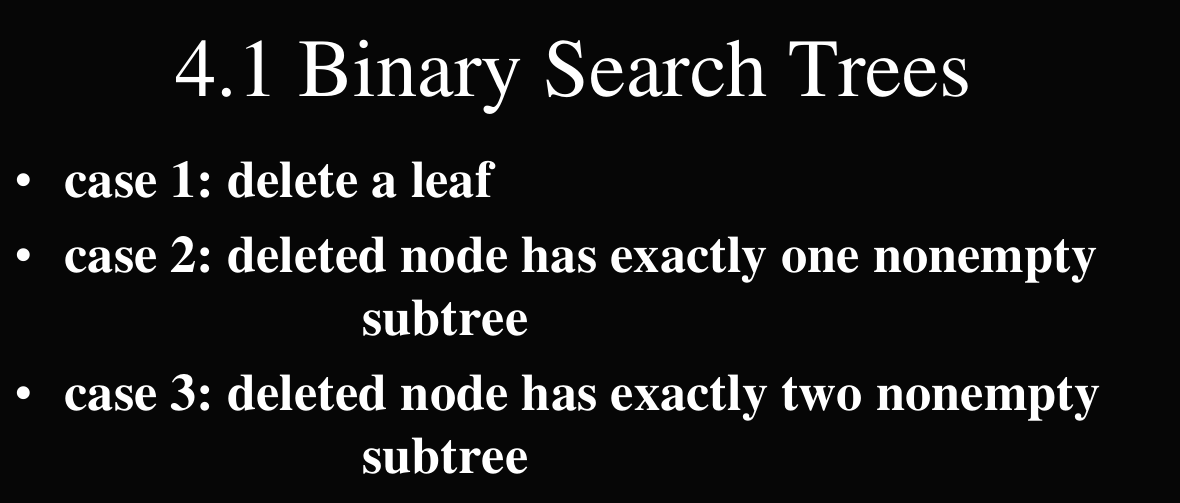 4.1 Binary Search Trees
• case 1: delete a leaf
• case 2: deleted node has exactly one nonempty
subtree
• case 3: deleted node has exactly two nonempty
subtree